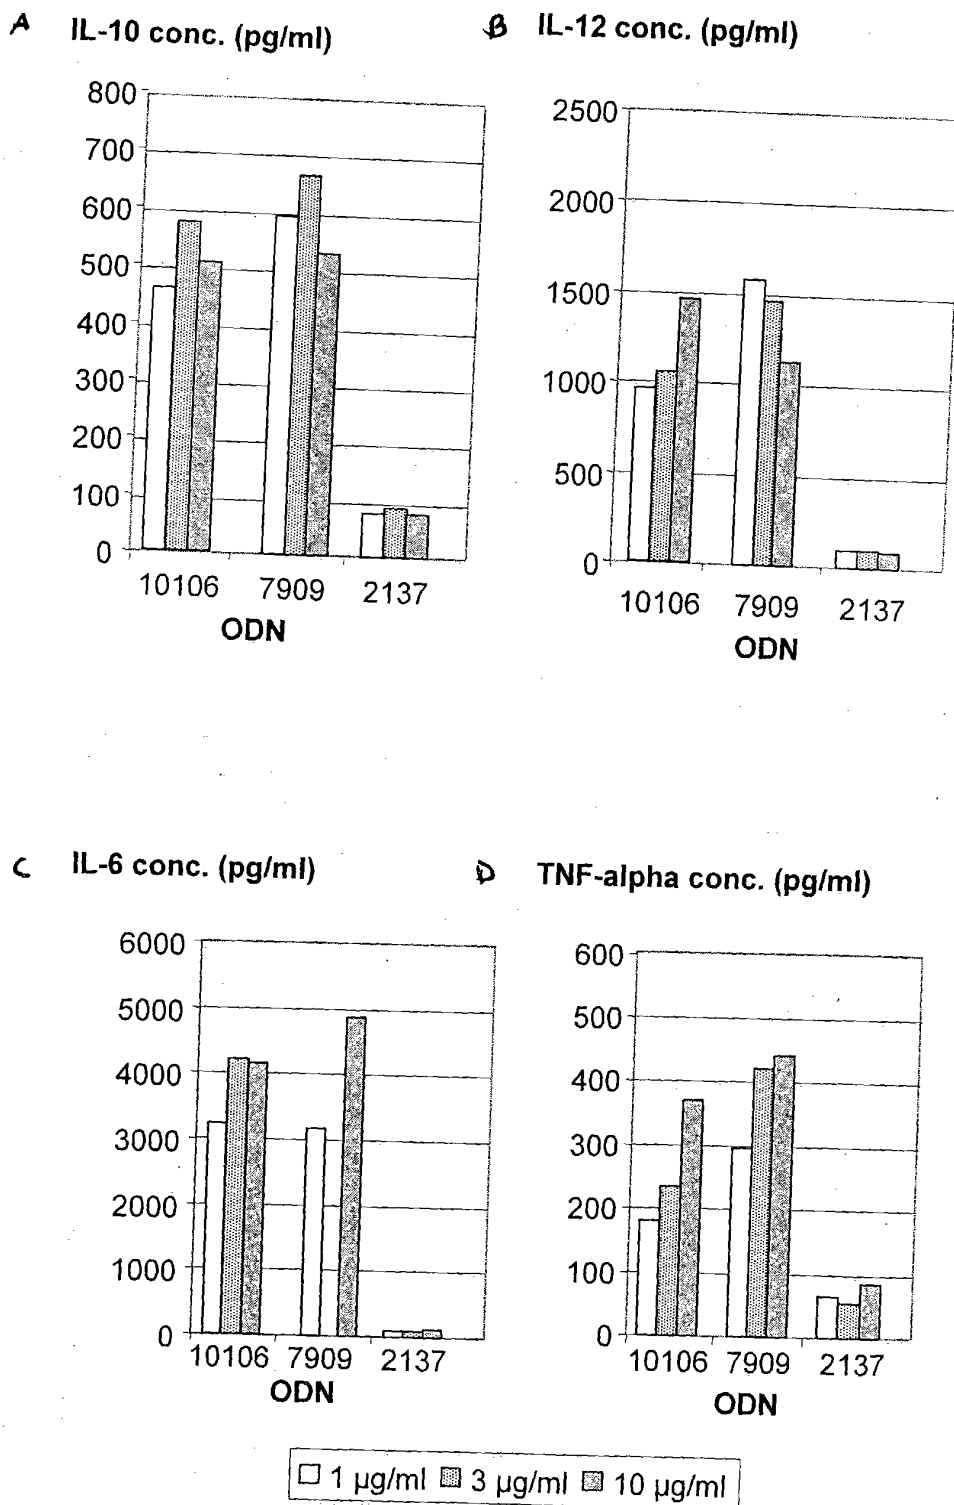 A IL-10 conc. (pg/ml)
800
700
600
500
400
300
200
100
0
10106 7909 2137
ODN
B IL-12 conc. (pg/ml)
2500
2000
1500
1000
500
0
10106 7909 2137
ODN
C IL-6 conc. (pg/ml)
6000
5000
4000
3000
2000
1000
0
10106 7909 2137
ODN
D TNF-alpha conc. (pg/ml)
600
500
400
300
200
100
0
10106 7909 2137
ODN
1 µg/ml 3 µg/ml 10 µg/ml